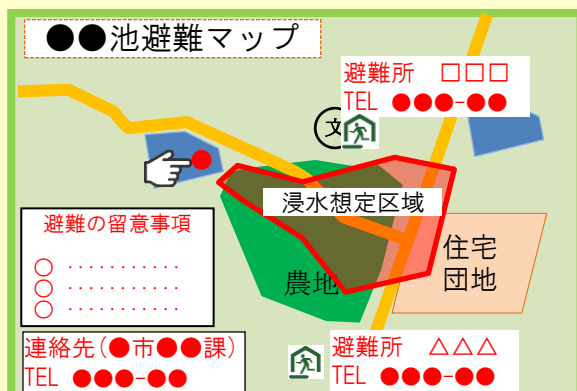 ●●池避難マップ
避難所 □□□
TEL ●●●-●●
文
浸水想定区域
避難の留意事項
○ ‥‥‥‥‥‥
○ ‥‥‥‥‥‥
○ ‥‥‥‥‥‥
農地
住宅
団地
連絡先(●市●●課)
TEL ●●●-●●
避難所 △△△
TEL ●●●-●●